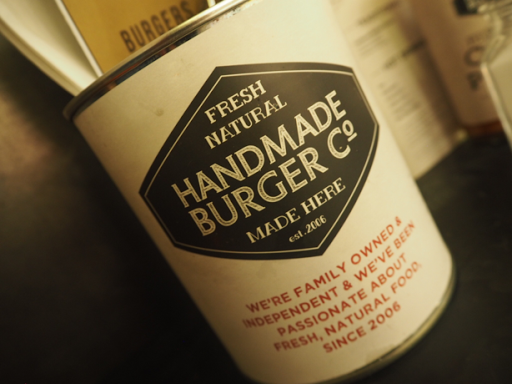 BURGERS
FRESH
NATURAL
HANDMADE
BURGER Cº
MADE HERE
est. 2006
WE'RE FAMILY OWNED &
INDEPENDENT & WE'VE BEEN
PASSIONATE ABOUT
FRESH, NATURAL FOOD,
SINCE 2006